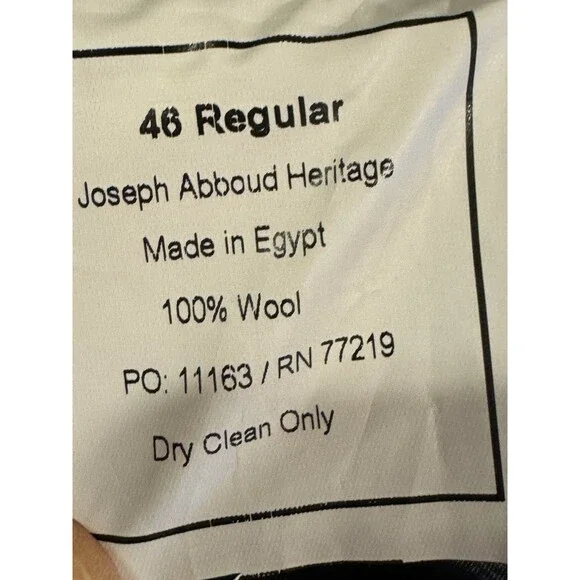 46 Regular
Joseph Abboud Heritage
Made in Egypt
100% Wool
PO: 11163 / RN 77219
Dry Clean Only